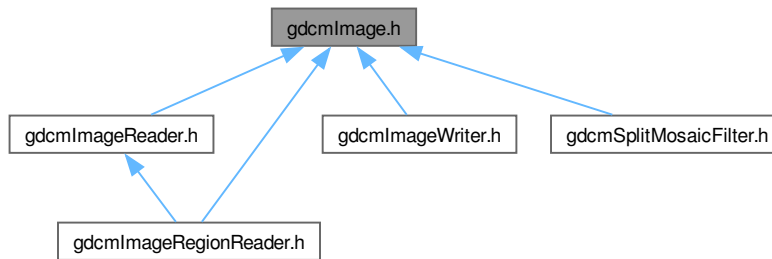 gdcmImage.h
gdcmImageReader.h
gdcmImageWriter.h
gdcmSplitMosaicFilter.h
gdcmImageRegionReader.h